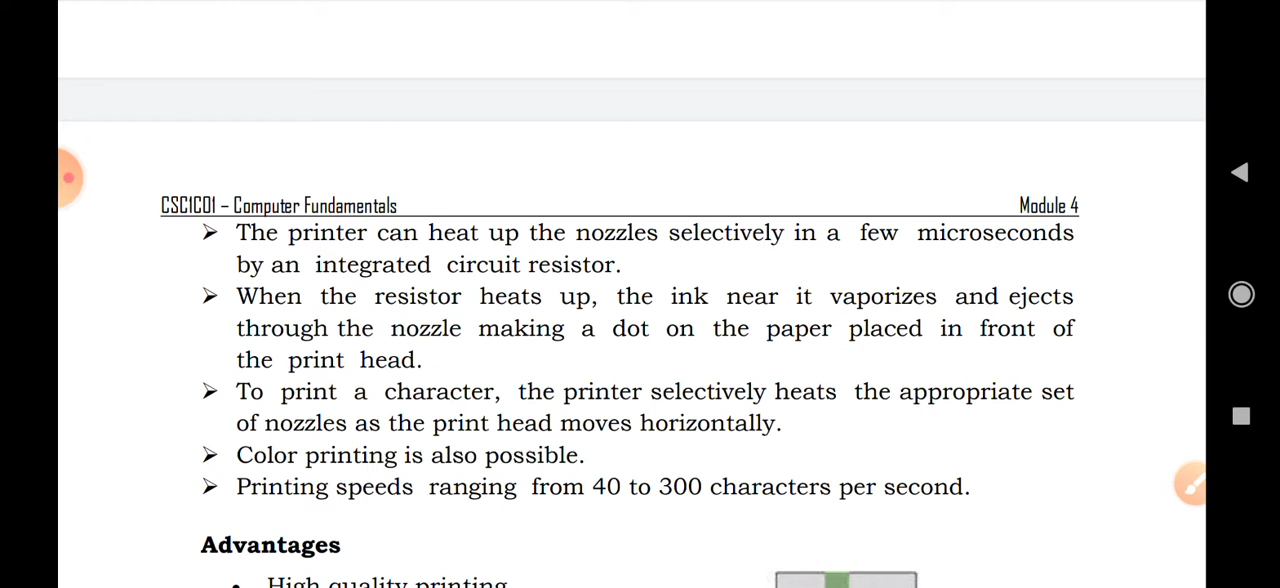 CSC1C01 – Computer Fundamentals Module 4
➢ The printer can heat up the nozzles selectively in a few microseconds
by an integrated circuit resistor.
➢ When the resistor heats up, the ink near it vaporizes and ejects
through the nozzle making a dot on the paper placed in front of
the print head.
➢ To print a character, the printer selectively heats the appropriate set
of nozzles as the print head moves horizontally.
➢ Color printing is also possible.
➢ Printing speeds ranging from 40 to 300 characters per second.
Advantages
• High quality printing